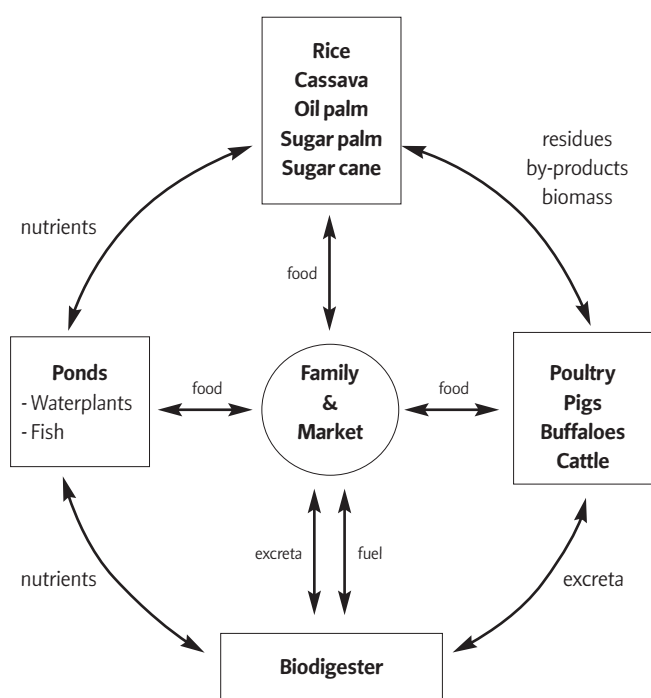 Rice
Cassava
Oil palm
Sugar palm
Sugar cane
residues
by-products
biomass
nutrients
food
Ponds
- Waterplants
- Fish
food
Family
&
Market
food
Poultry
Pigs
Buffaloes
Cattle
excreta
fuel
nutrients
excreta
Biodigester